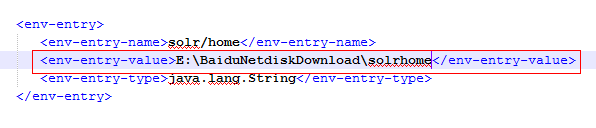 <env-entry>
<env-entry-name>solr/home</env-entry-name>
<env-entry-value>E:\BaiduNetdiskDownload\solrhome</env-entry-value>
<env-entry-type>java.lang.String</env-entry-type>
</env-entry>